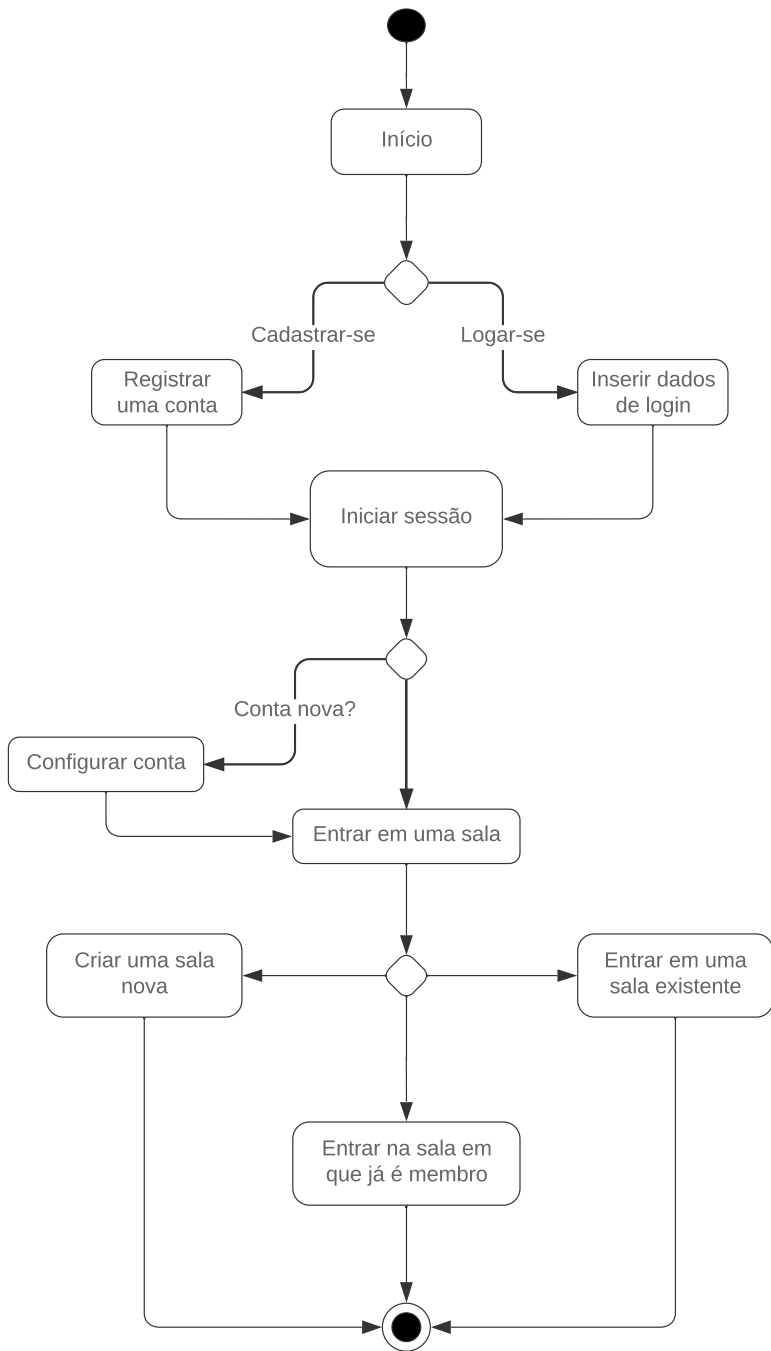 Início
Cadastrar-se
Logar-se
Registrar
uma conta
Inserir dados
de login
Iniciar sessão
Conta nova?
Configurar conta
Entrar em uma sala
Criar uma sala
nova
Entrar em uma
sala existente
Entrar na sala em
que já é membro